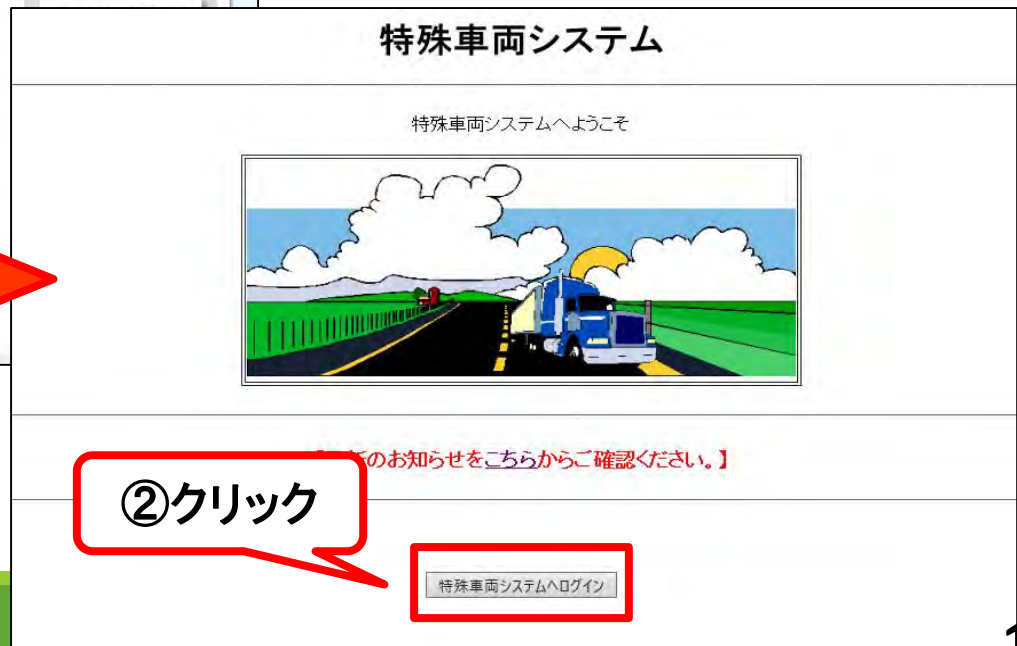 特殊車両システム
特殊車両システムへようこそ
のお知らせをこちらからご確認ください。】
②クリック
特殊車両システムへログイン